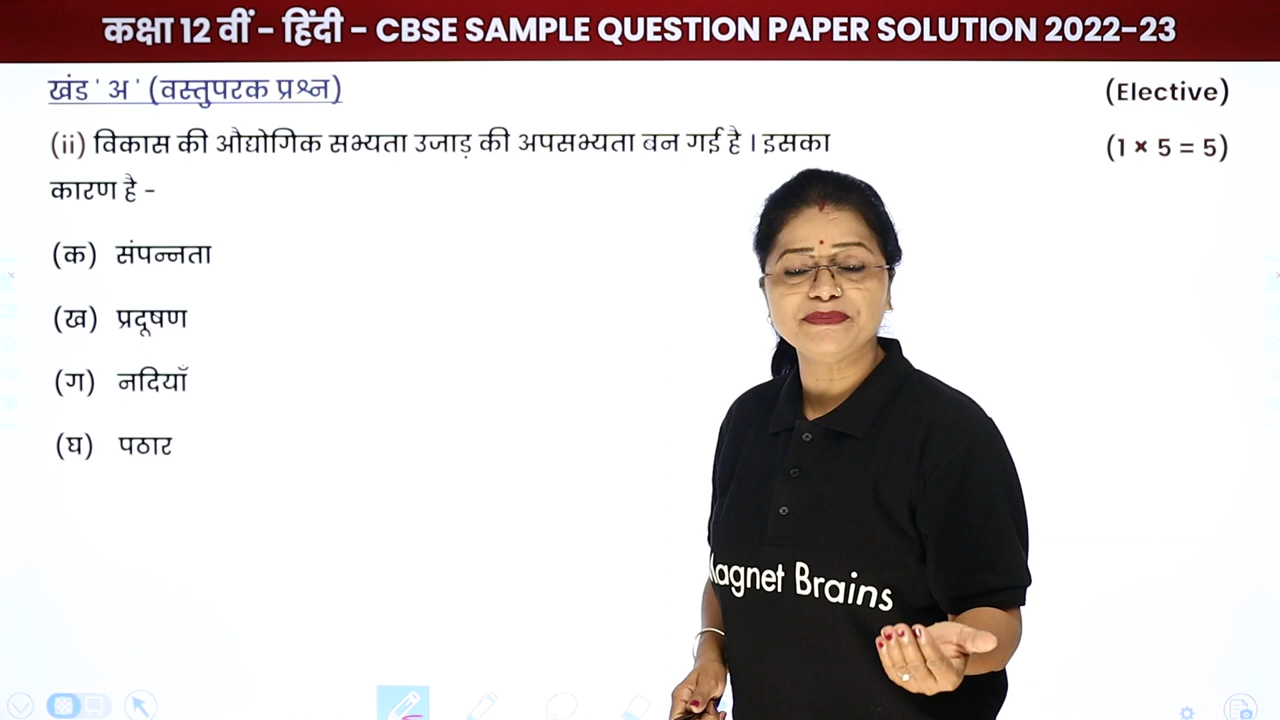 कक्षा 12 वीं - हिंदी - CBSE SAMPLE QUESTION PAPER SOLUTION 2022-23
खंड ' अ ' (वस्तुपरक प्रश्न) (Elective)
(ii) विकास की औद्योगिक सभ्यता उजाड़ की अपसभ्यता बन गई है । इसका (1 × 5 = 5)
कारण है -
(क) संपन्नता
(ख) प्रदूषण
(ग) नदियाँ
(घ) पठार
Magnet Brains